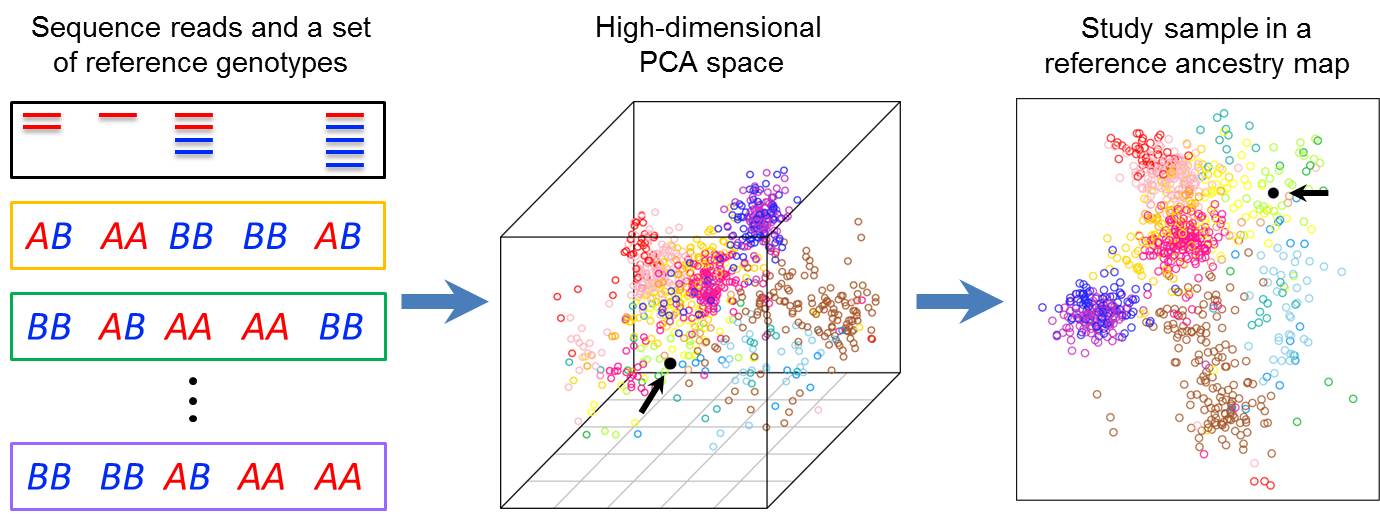 Sequence reads and a set
of reference genotypes
High-dimensional
PCA space
Study sample in a
reference ancestry map
AB AA BB BB AB
BB AB AA AA BB
BB BB AB AA AA